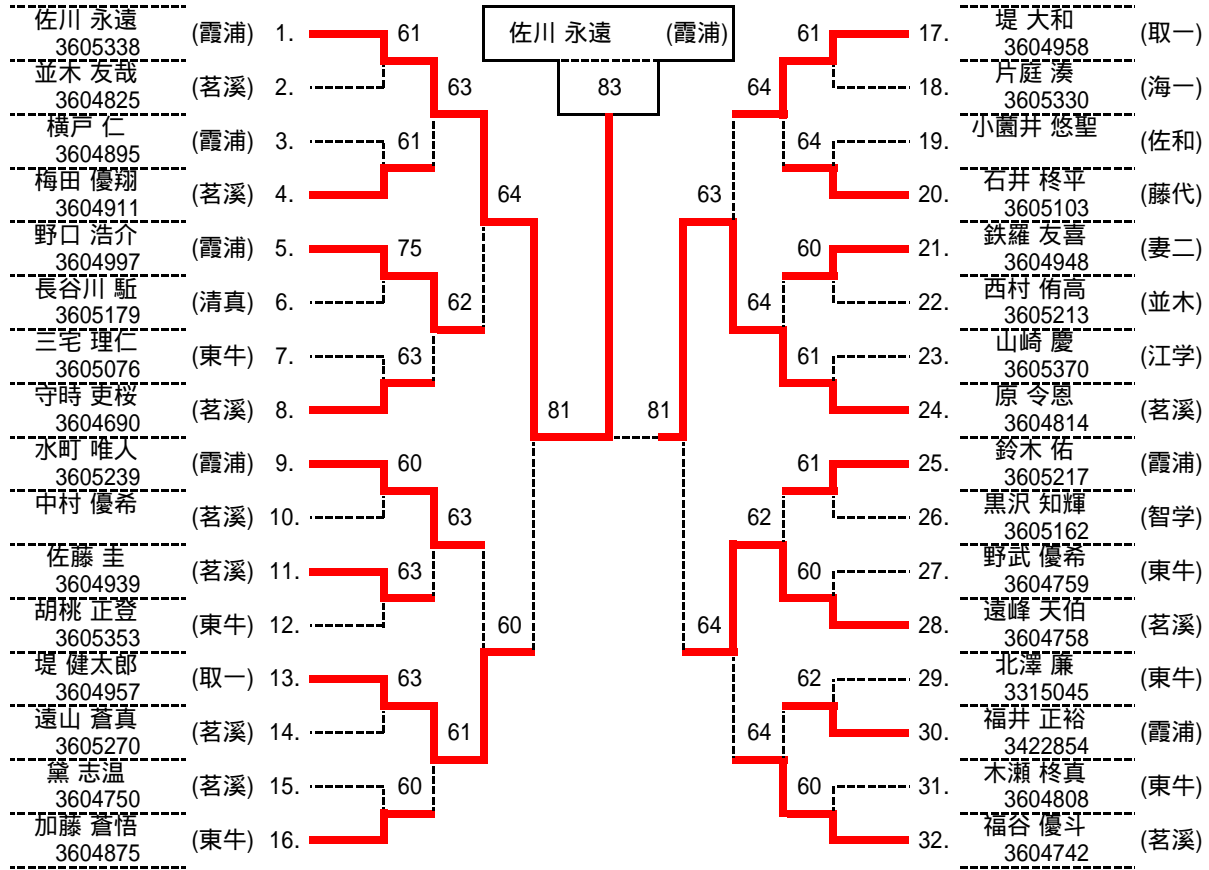 佐川 永遠 (霞浦)
83
佐川 永遠
3605338
(霞浦) 1.
並木 友哉
3604825
(茗溪) 2.
横戸 仁
3604895
(霞浦) 3.
梅田 優翔
3604911
(茗溪) 4.
野口 浩介
3604997
(霞浦) 5.
長谷川 駈
3605179
(清真) 6.
三宅 理仁
3605076
(東牛) 7.
守時 吏桜
3604690
(茗溪) 8.
水町 唯人
3605239
(霞浦) 9.
中村 優希
(茗溪) 10.
佐藤 圭
3604939
(茗溪) 11.
胡桃 正登
3605353
(東牛) 12.
堤 健太郎
3604957
(取一) 13.
遠山 蒼真
3605270
(茗溪) 14.
黛 志温
3604750
(茗溪) 15.
加藤 蒼悟
3604875
(東牛) 16.
61
61
75
63
60
63
63
60
63
62
63
61
64
60
81
81
63
64
64
64
62
64
61
64
60
61
61
60
62
60
17. 堤 大和
3604958
(取一)
18. 片庭 湊
3605330
(海一)
19. 小薗井 悠聖
(佐和)
20. 石井 柊平
3605103
(藤代)
21. 鉄羅 友喜
3604948
(妻二)
22. 西村 侑高
3605213
(並木)
23. 山崎 慶
3605370
(江学)
24. 原 令恩
3604814
(茗溪)
25. 鈴木 佑
3605217
(霞浦)
26. 黒沢 知輝
3605162
(智学)
27. 野武 優希
3604759
(東牛)
28. 遠峰 天伯
3604758
(茗溪)
29. 北澤 廉
3315045
(東牛)
30. 福井 正裕
3422854
(霞浦)
31. 木瀬 柊真
3604808
(東牛)
32. 福谷 優斗
3604742
(茗溪)